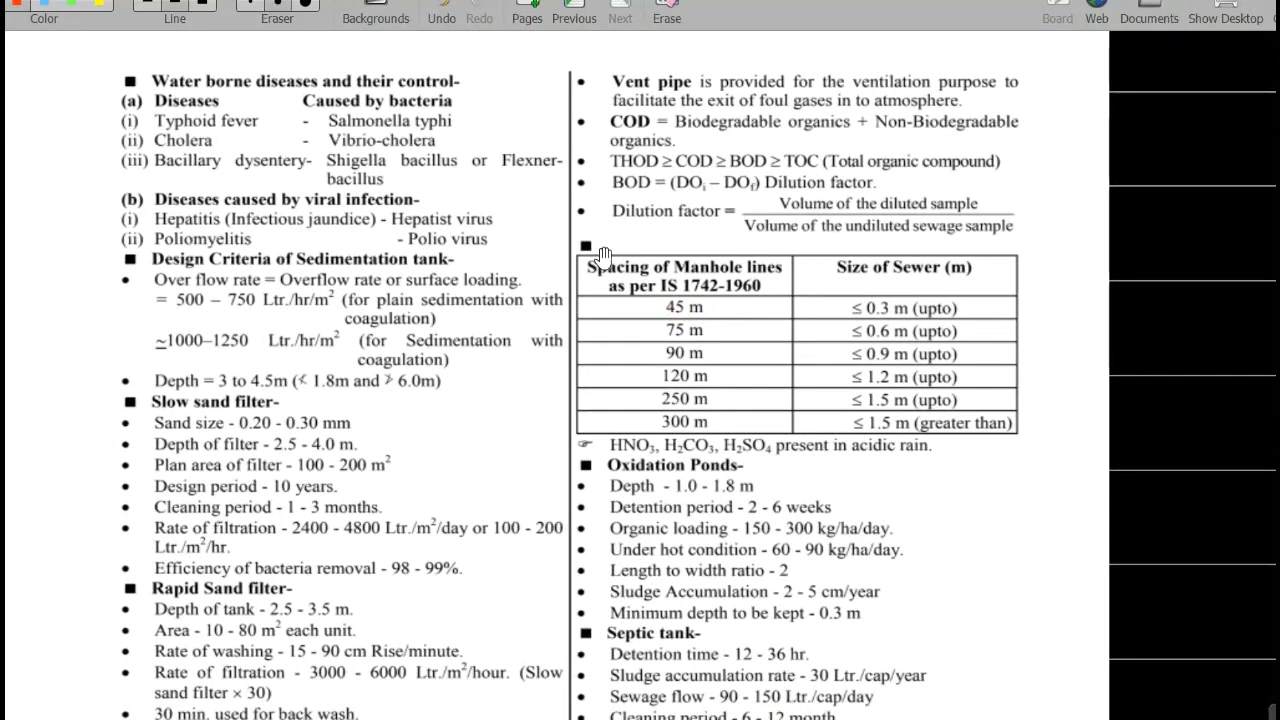 Color
Line
Eraser
Backgrounds
Undo
Redo
Pages
Previous
Next
Erase
Board
Web
Documents
Show Desktop
■ Water borne diseases and their control-
(a) Diseases Caused by bacteria
(i) Typhoid fever - Salmonella typhi
(ii) Cholera - Vibrio-cholera
(iii) Bacillary dysentery- Shigella bacillus or Flexner-
bacillus
(b) Diseases caused by viral infection-
(i) Hepatitis (Infectious jaundice) - Hepatist virus
(ii) Poliomyelitis - Polio virus
■ Design Criteria of Sedimentation tank-
• Over flow rate = Overflow rate or surface loading.
= 500 – 750 Ltr./hr/m² (for plain sedimentation with
coagulation)
≃1000–1250 Ltr./hr/m² (for Sedimentation with
coagulation)
• Depth = 3 to 4.5m (≮ 1.8m and ≯ 6.0m)
■ Slow sand filter-
• Sand size - 0.20 - 0.30 mm
• Depth of filter - 2.5 - 4.0 m.
• Plan area of filter - 100 - 200 m²
• Design period - 10 years.
• Cleaning period - 1 - 3 months.
• Rate of filtration - 2400 - 4800 Ltr./m²/day or 100 - 200
Ltr./m²/hr.
• Efficiency of bacteria removal - 98 - 99%.
■ Rapid Sand filter-
• Depth of tank - 2.5 - 3.5 m.
• Area - 10 - 80 m² each unit.
• Rate of washing - 15 - 90 cm Rise/minute.
• Rate of filtration - 3000 - 6000 Ltr./m²/hour. (Slow
sand filter × 30)
• 30 min. used for back wash.
• Vent pipe is provided for the ventilation purpose to
facilitate the exit of foul gases in to atmosphere.
• COD = Biodegradable organics + Non-Biodegradable
organics.
• THOD ≥ COD ≥ BOD ≥ TOC (Total organic compound)
• BOD = (DOᵢ – DO_f) Dilution factor.
• Dilution factor = Volume of the diluted sample
Volume of the undiluted sewage sample
■
Spacing of Manhole lines Size of Sewer (m)
as per IS 1742-1960
45 m ≤ 0.3 m (upto)
75 m ≤ 0.6 m (upto)
90 m ≤ 0.9 m (upto)
120 m ≤ 1.2 m (upto)
250 m ≤ 1.5 m (upto)
300 m ≤ 1.5 m (greater than)
☞ HNO₃, H₂CO₃, H₂SO₄ present in acidic rain.
■ Oxidation Ponds-
• Depth - 1.0 - 1.8 m
• Detention period - 2 - 6 weeks
• Organic loading - 150 - 300 kg/ha/day.
• Under hot condition - 60 - 90 kg/ha/day.
• Length to width ratio - 2
• Sludge Accumulation - 2 - 5 cm/year
• Minimum depth to be kept - 0.3 m
■ Septic tank-
• Detention time - 12 - 36 hr.
• Sludge accumulation rate - 30 Ltr./cap/year
• Sewage flow - 90 - 150 Ltr./cap/day
• Cleaning period - 6 - 12 month